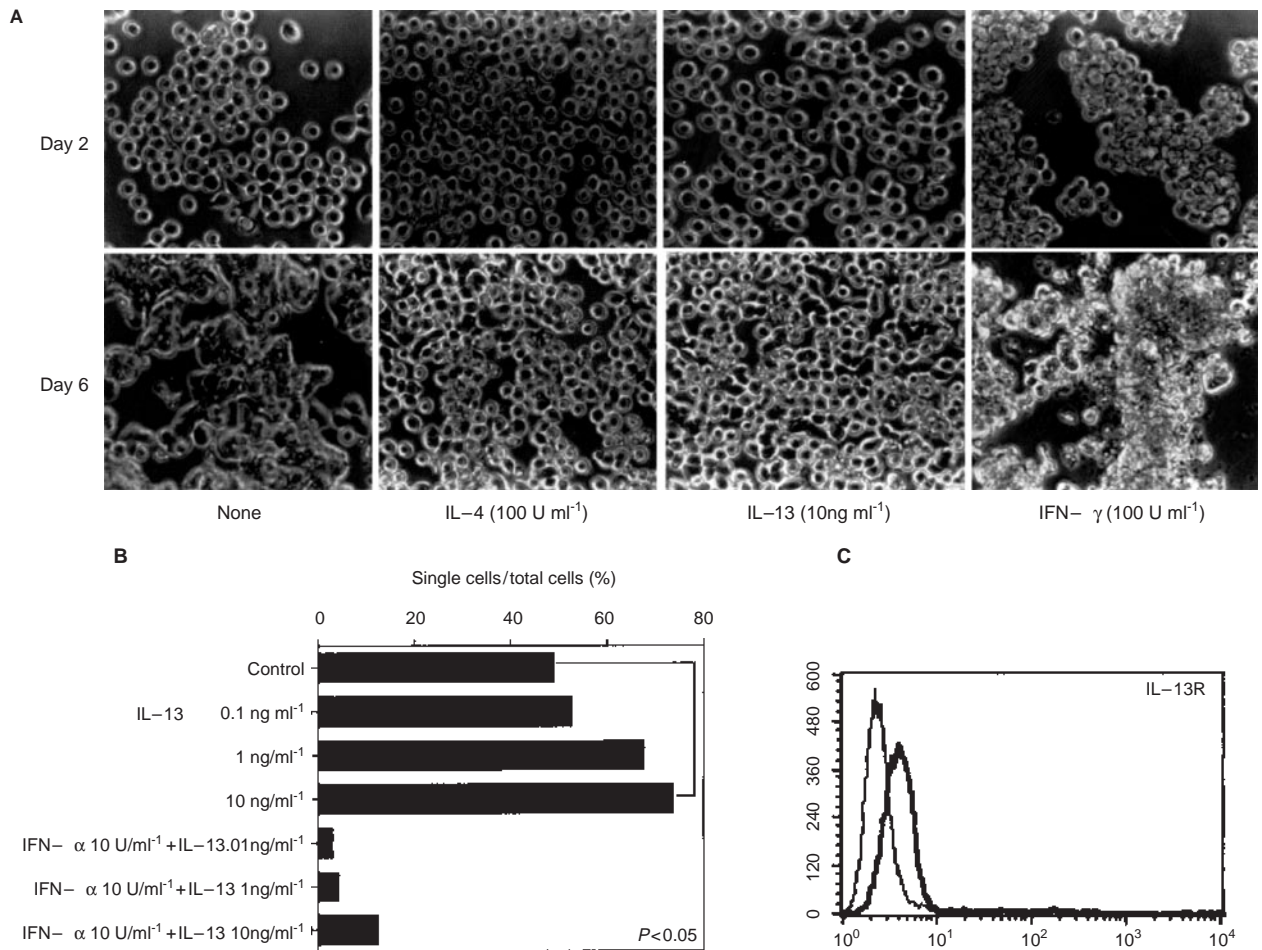 A
Day 2
Day 6
None
IL–4 (100 U ml⁻¹)
IL–13 (10ng ml⁻¹)
IFN– γ (100 U ml⁻¹)
B
Single cells/total cells (%)
0 20 40 60 80
Control
IL–13 0.1 ng ml⁻¹
1 ng/ml⁻¹
10 ng/ml⁻¹
IFN– α 10 U/ml⁻¹ +IL–13.01ng/ml⁻¹
IFN– α 10 U/ml⁻¹+IL–13 1ng/ml⁻¹
IFN– α 10 U/ml⁻¹+IL–13 10ng/ml⁻¹
P<0.05
C
IL–13R
600
480
360
240
120
0
10⁰ 10¹ 10² 10³ 10⁴